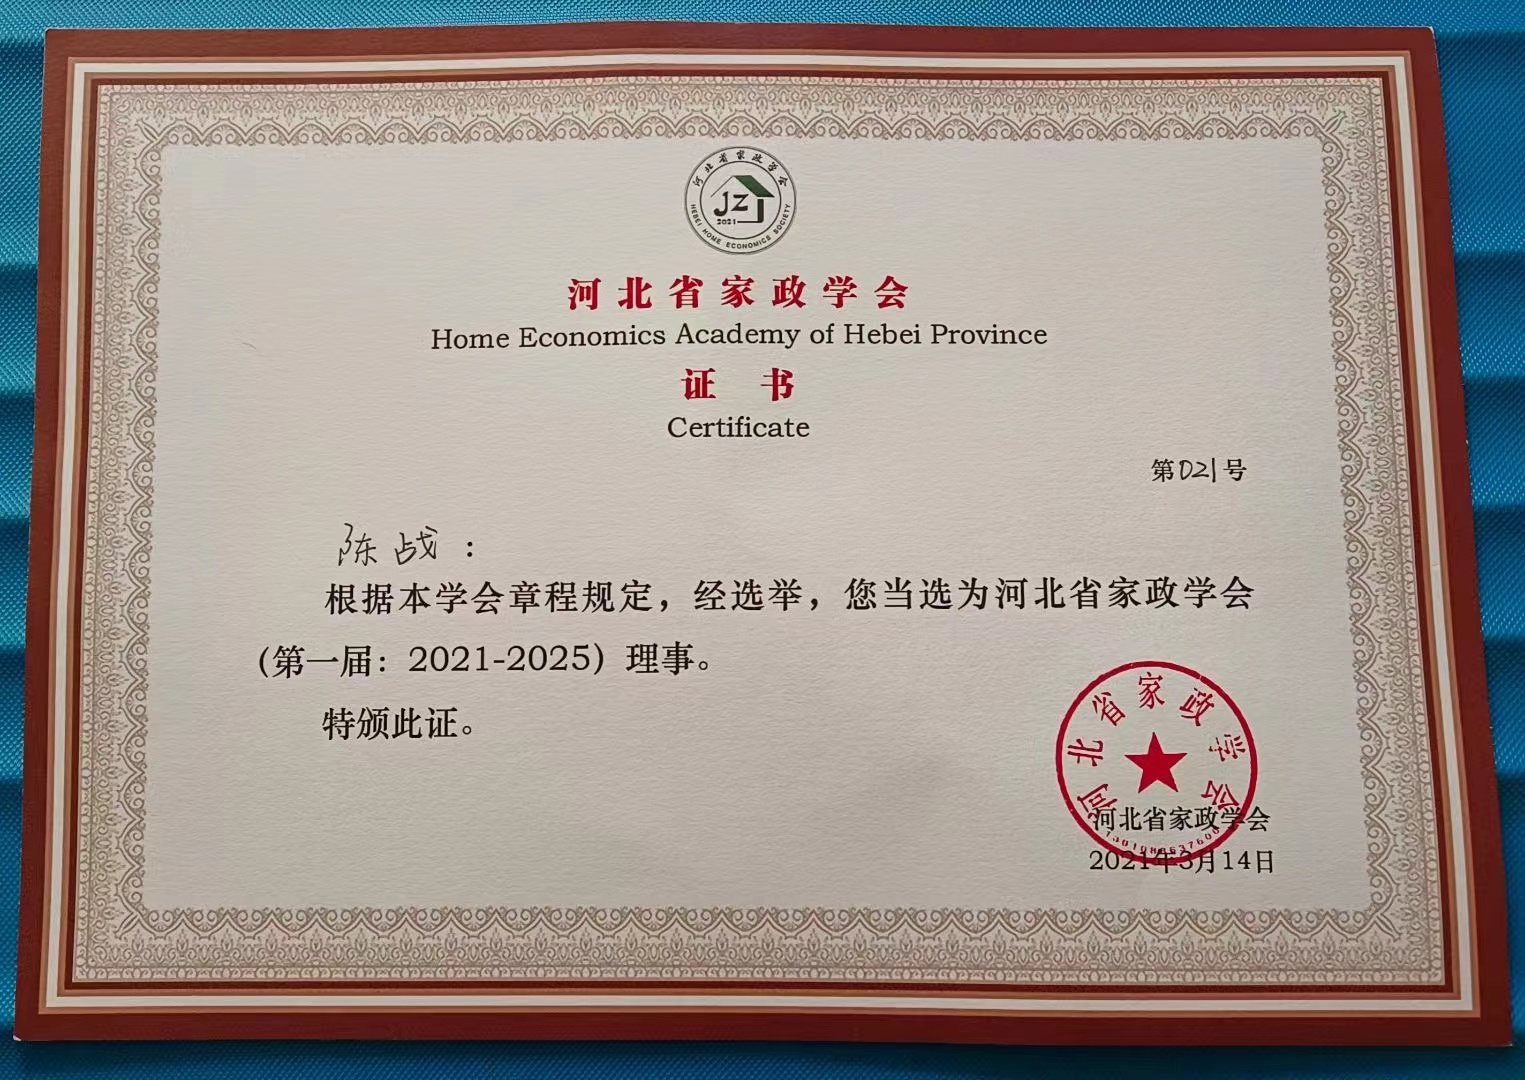 河北省家政学会
JZ
2021
HEBEI HOME ECONOMICS SOCIETY
河北省家政学会
Home Economics Academy of Hebei Province
证 书
Certificate
第021号
陈战：
根据本学会章程规定，经选举，您当选为河北省家政学会
(第一届：2021-2025）理事。
特颁此证。
河北省家政学会
河北省家政学会
2021年3月14日